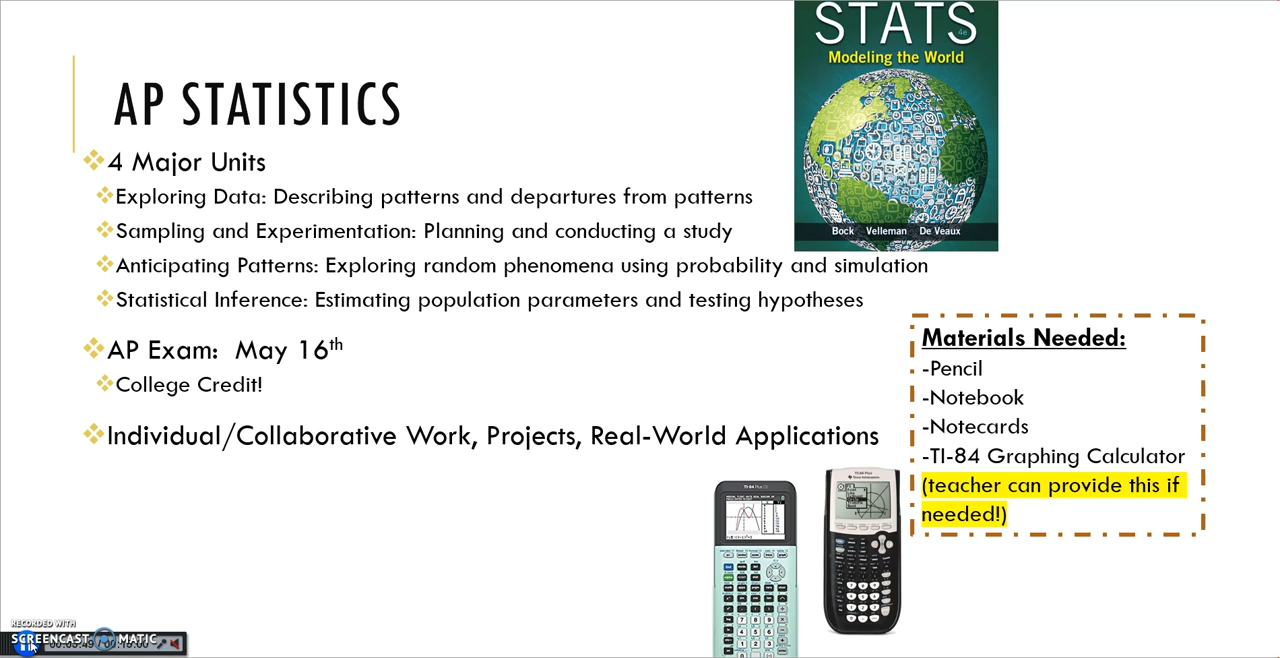 STATS
4e
Modeling the World
Bock Velleman De Veaux
AP STATISTICS
4 Major Units
Exploring Data: Describing patterns and departures from patterns
Sampling and Experimentation: Planning and conducting a study
Anticipating Patterns: Exploring random phenomena using probability and simulation
Statistical Inference: Estimating population parameters and testing hypotheses
AP Exam: May 16th
College Credit!
Individual/Collaborative Work, Projects, Real-World Applications
Materials Needed:
-Pencil
-Notebook
-Notecards
-TI-84 Graphing Calculator
(teacher can provide this if
needed!)
RECORDED WITH
SCREENCAST MATIC